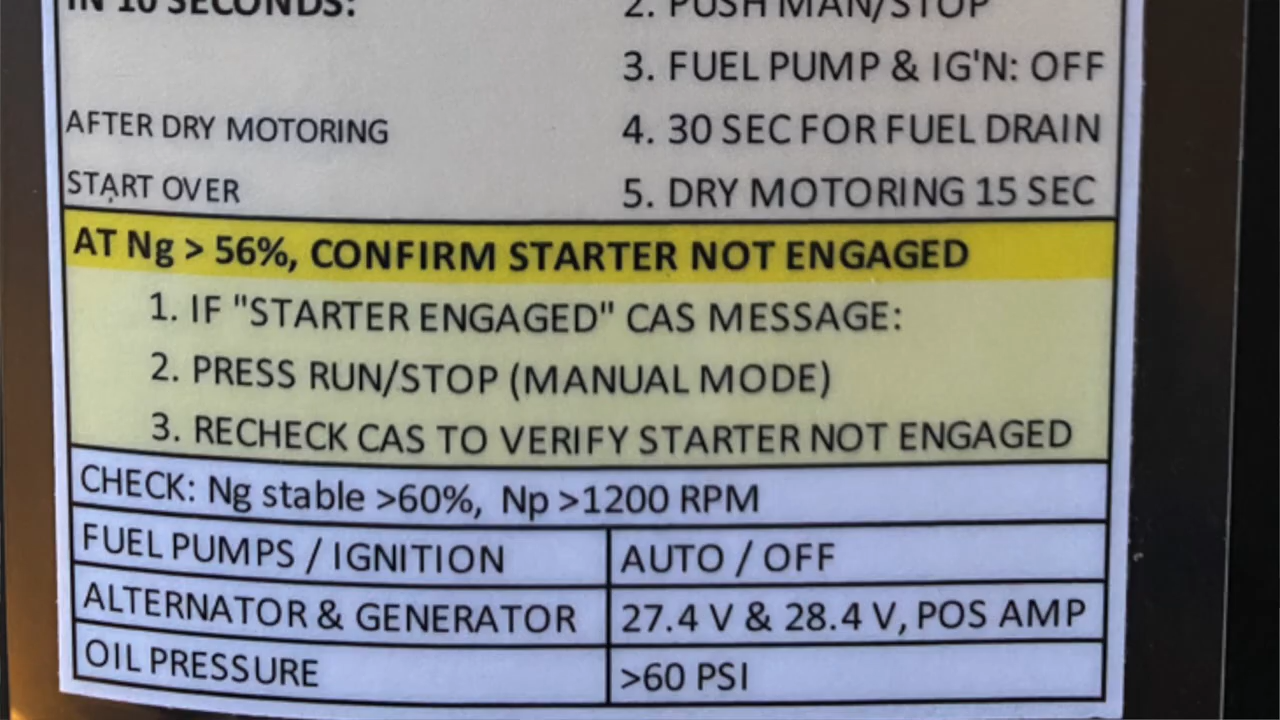 IN 10 SECONDS: 2. PUSH MAN/STOP
3. FUEL PUMP & IG'N: OFF
AFTER DRY MOTORING 4. 30 SEC FOR FUEL DRAIN
START OVER 5. DRY MOTORING 15 SEC
AT Ng > 56%, CONFIRM STARTER NOT ENGAGED
1. IF "STARTER ENGAGED" CAS MESSAGE:
2. PRESS RUN/STOP (MANUAL MODE)
3. RECHECK CAS TO VERIFY STARTER NOT ENGAGED
CHECK: Ng stable >60%, Np >1200 RPM
FUEL PUMPS / IGNITION AUTO / OFF
ALTERNATOR & GENERATOR 27.4 V & 28.4 V, POS AMP
OIL PRESSURE >60 PSI